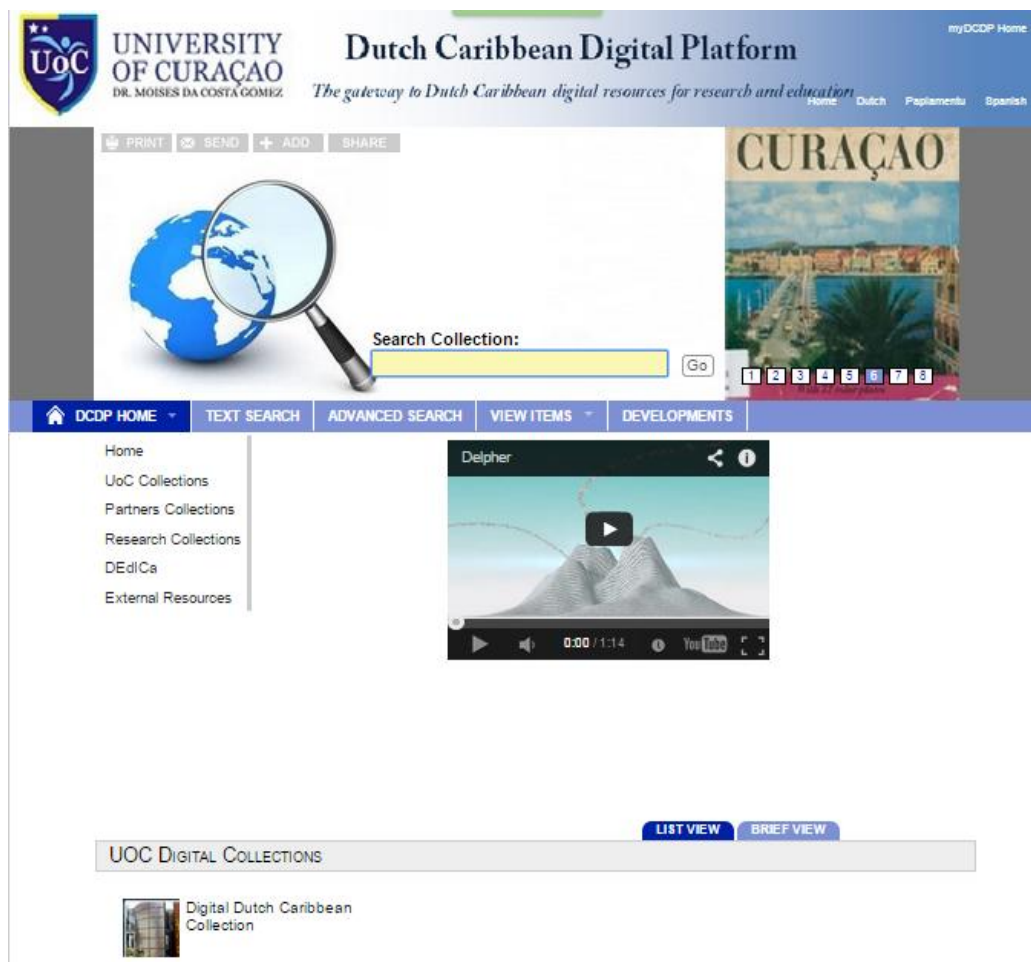 UoC
UNIVERSITY
OF CURAÇAO
DR. MOISES DA COSTA GOMEZ
Dutch Caribbean Digital Platform
The gateway to Dutch Caribbean digital resources for research and education
myDCDP Home
Home Dutch Papiamentu Spanish
PRINT SEND ADD SHARE
CURAÇAO
Search Collection:
Go
1 2 3 4 5 6 7 8
DCDP HOME TEXT SEARCH ADVANCED SEARCH VIEW ITEMS DEVELOPMENTS
Home
UoC Collections
Partners Collections
Research Collections
DEdICa
External Resources
Delpher
0:00 / 1:14
YouTube
LIST VIEW BRIEF VIEW
UOC DIGITAL COLLECTIONS
Digital Dutch Caribbean
Collection